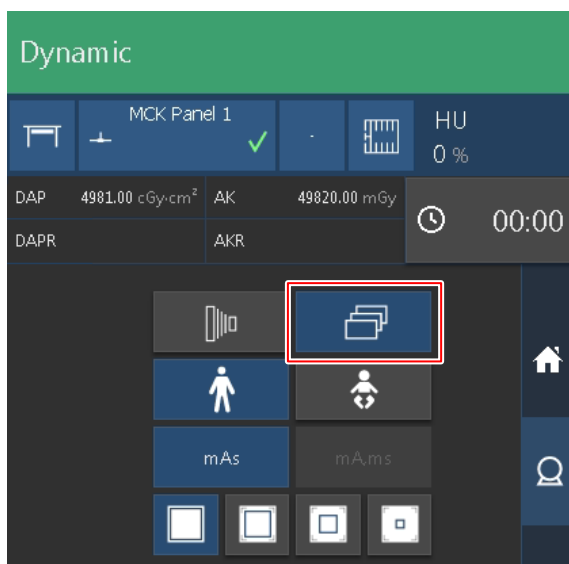 Dynamic
MCK Panel 1
-
HU
0 %
DAP 4981.00 cGy·cm² AK 49820.00 mGy
00:00
DAPR AKR
mAs mA,ms